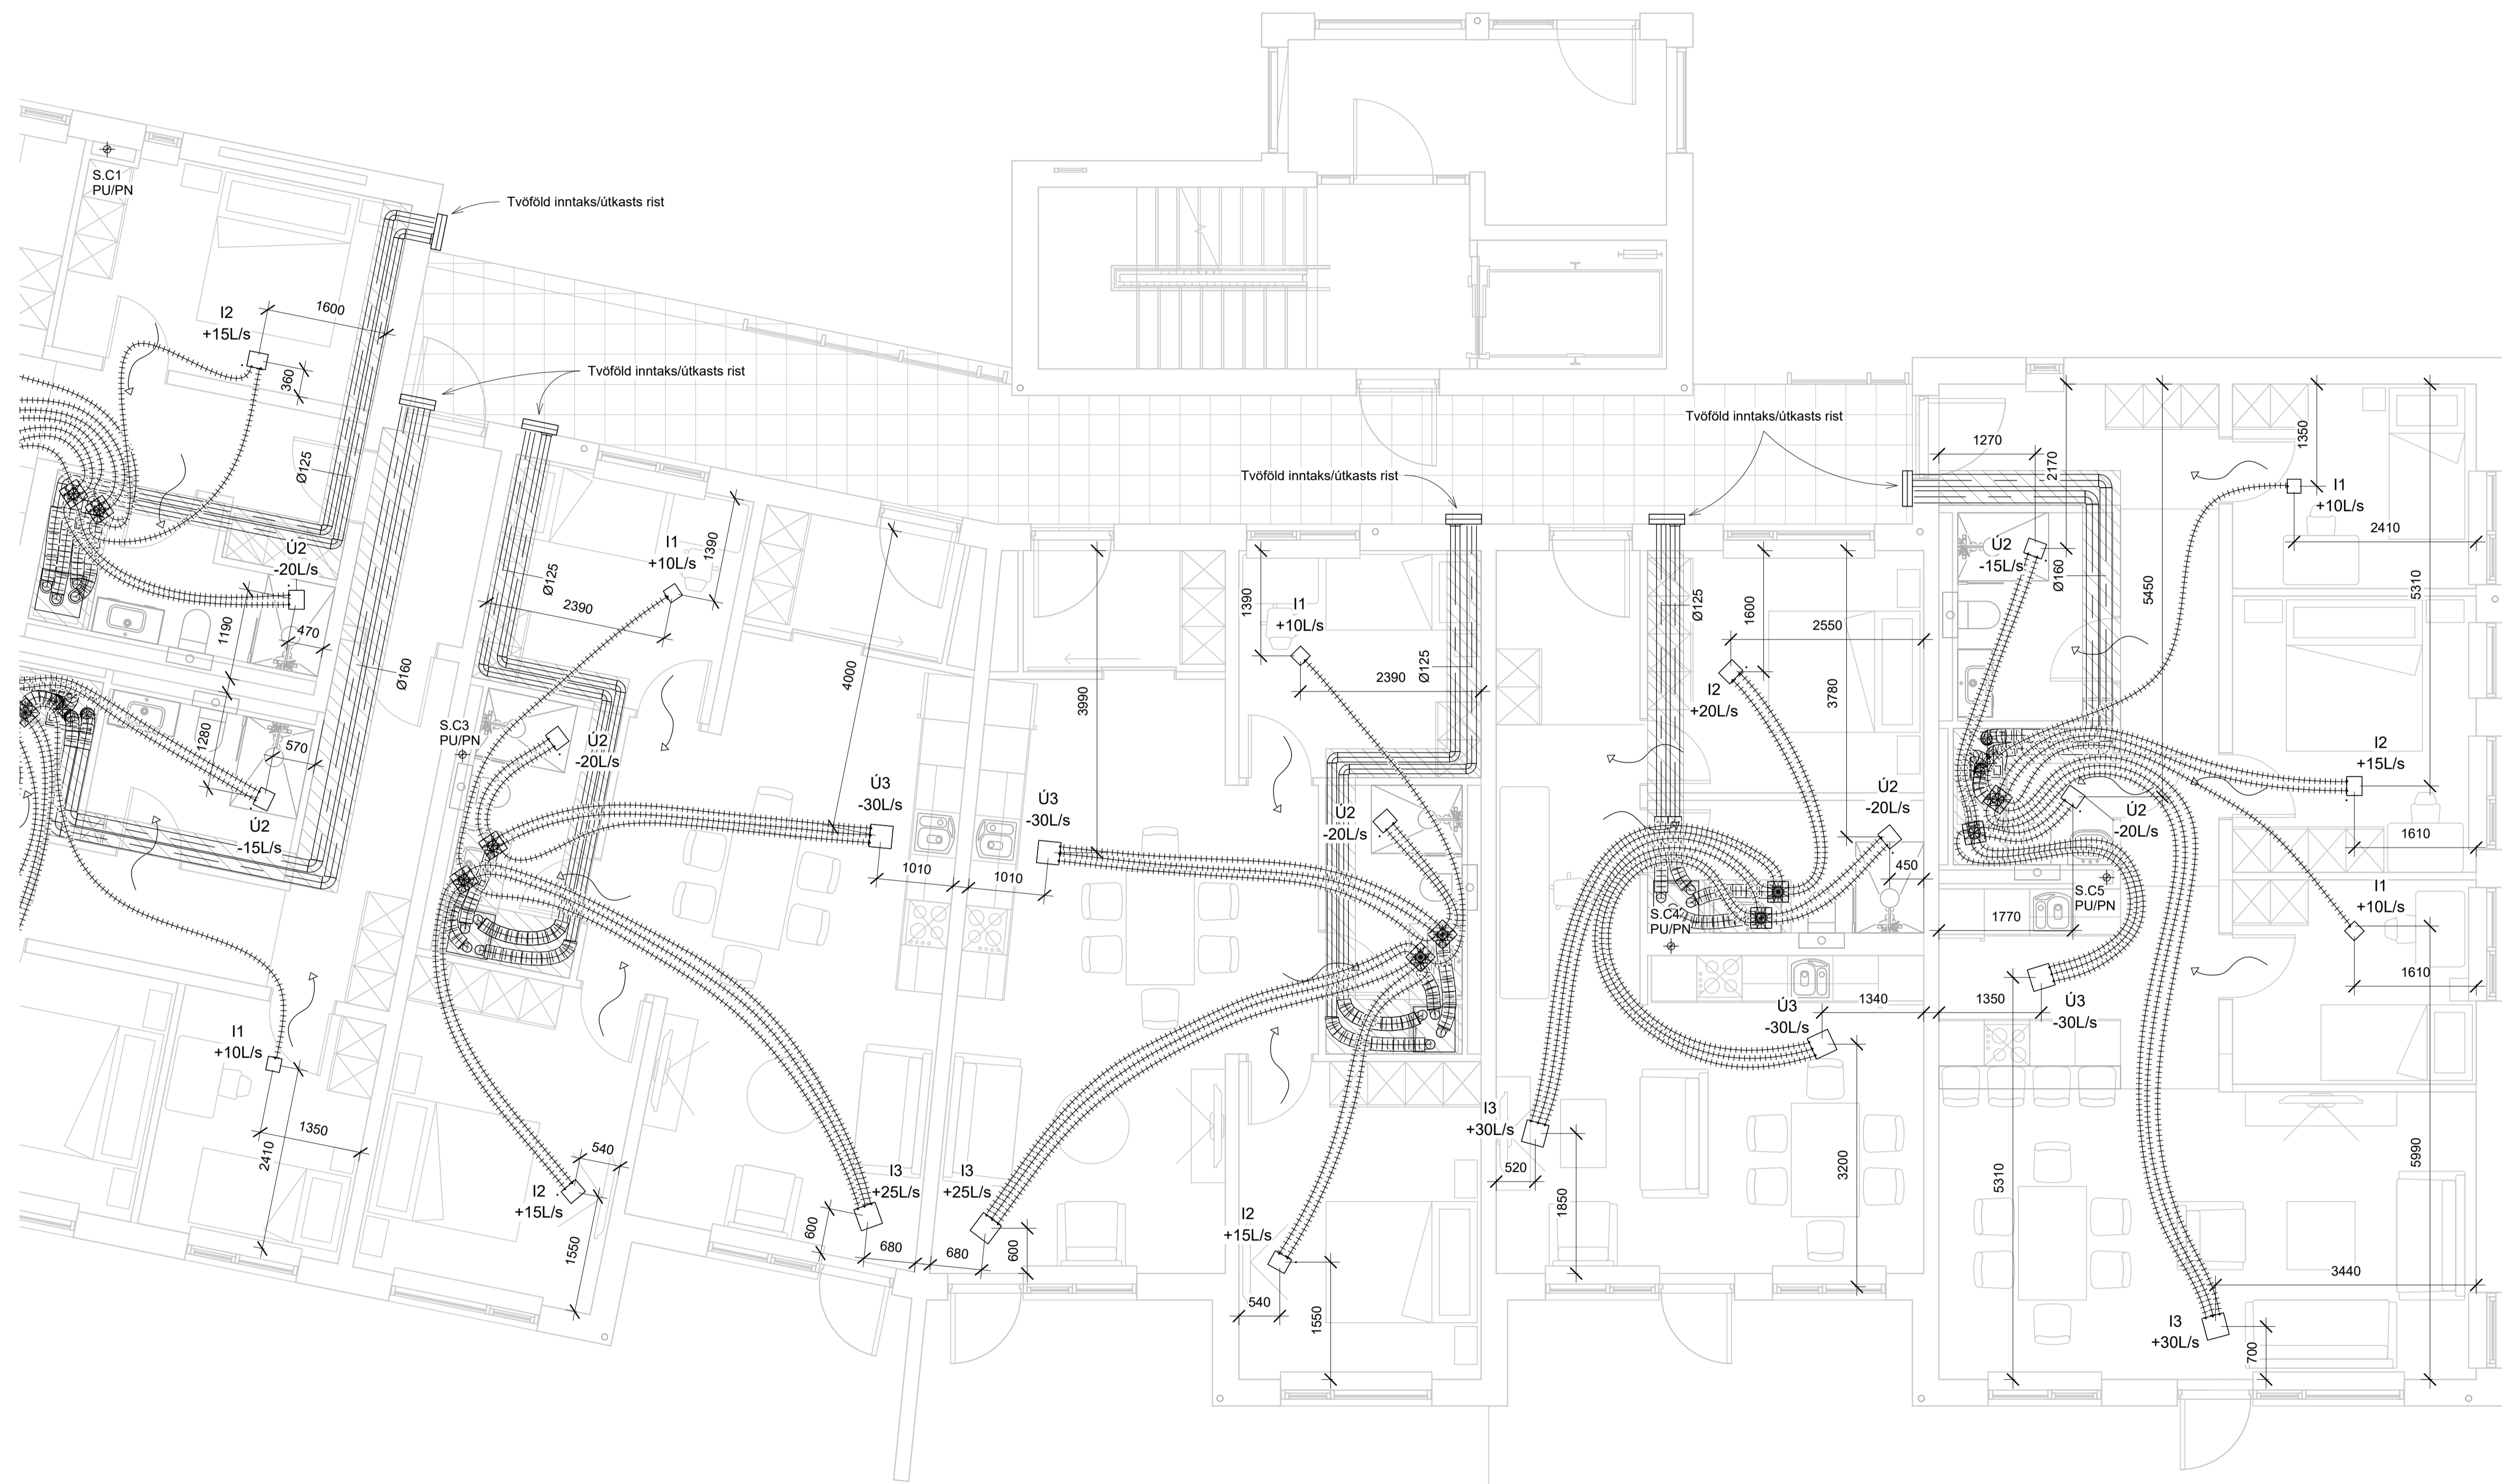 S.C1
PU/PN
Tvöföld inntaks/útkasts rist
I2
+15L/s
1600
360
Ø125
Ú2
-20L/s
1190
470
Ø160
1280
570
Ú2
-15L/s
I1
+10L/s
1350
2410
Tvöföld inntaks/útkasts rist
Ø125
I1
+10L/s
1390
2390
4000
S.C3
PU/PN
Ú2
-20L/s
Ú3
-30L/s
1010
I2
+15L/s
540
1550
I3
+25L/s
600
680
3990
Ú3
-30L/s
1010
I3
+25L/s
680
600
Tvöföld inntaks/útkasts rist
1390
I1
+10L/s
2390
Ø125
Ú2
-20L/s
I2
+15L/s
540
1550
Tvöföld inntaks/útkasts rist
Ø125
1600
2550
I2
+20L/s
3780
Ú2
-20L/s
450
S.C4
PU/PN
Ú3
-30L/s
1340
I3
+30L/s
520
1850
3200
1270
2170
Ú2
-15L/s
Ø160
5450
1350
I1
+10L/s
2410
5310
I2
+15L/s
1610
Ú2
-20L/s
S.C5
PU/PN
1770
I1
+10L/s
1610
1350
Ú3
-30L/s
5310
5990
3440
I3
+30L/s
700